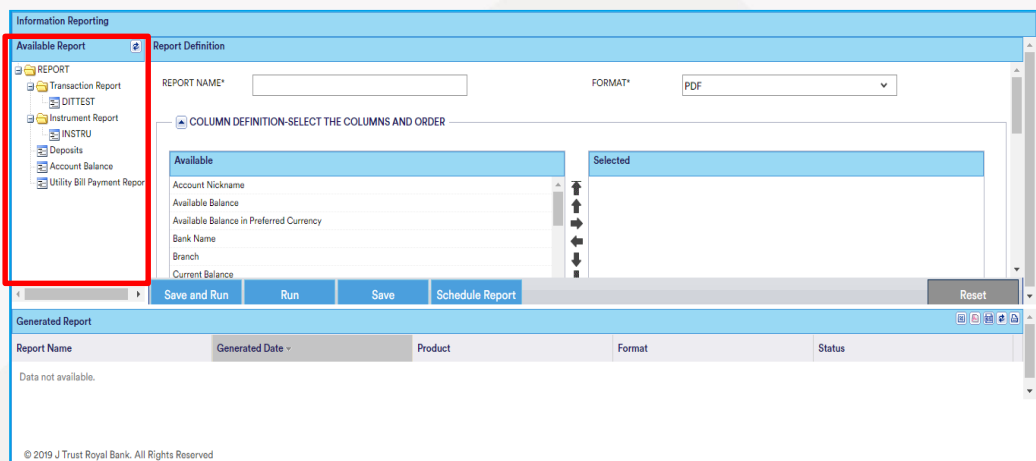 Information Reporting
Available Report
Report Definition
REPORT
Transaction Report
DITTEST
Instrument Report
INSTRU
Deposits
Account Balance
Utility Bill Payment Repor
REPORT NAME*
FORMAT*
PDF
COLUMN DEFINITION-SELECT THE COLUMNS AND ORDER
Available
Selected
Account Nickname
Available Balance
Available Balance in Preferred Currency
Bank Name
Branch
Current Balance
Save and Run
Run
Save
Schedule Report
Reset
Generated Report
Report Name
Generated Date
Product
Format
Status
Data not available.
© 2019 J Trust Royal Bank. All Rights Reserved